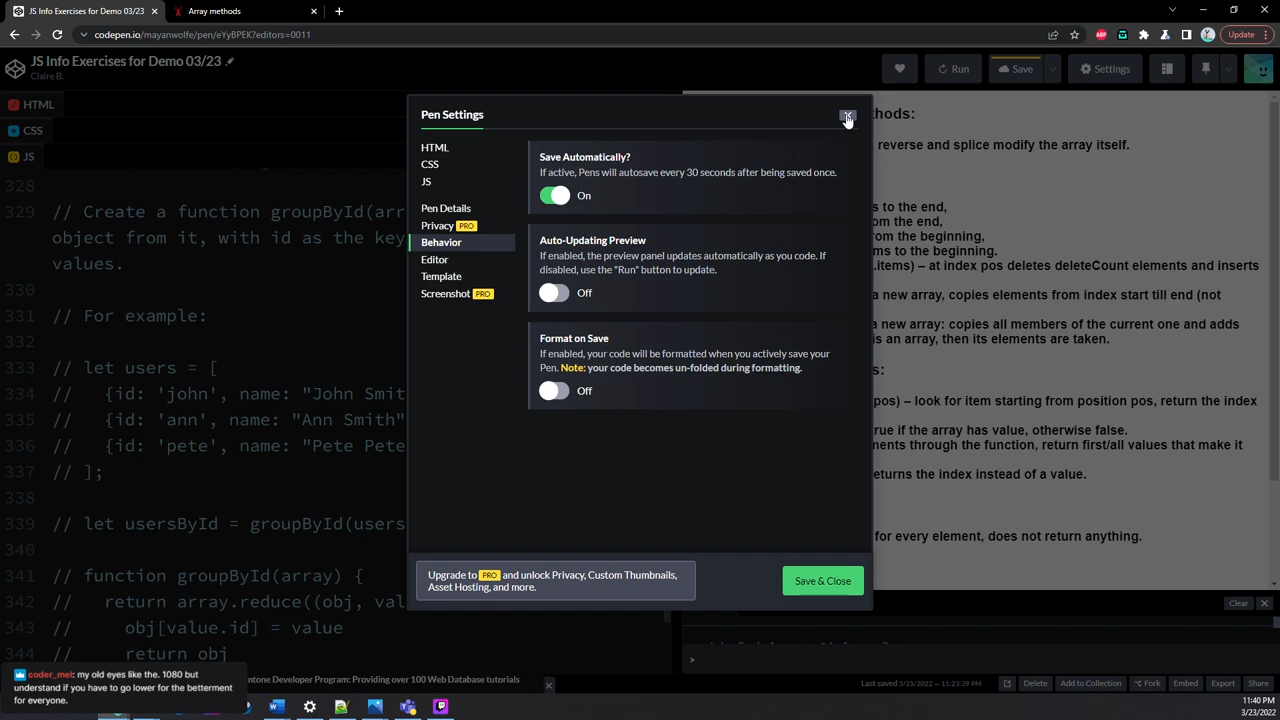 JS Info Exercises for Demo 03/23
Array methods
codepen.io/mayanwolfe/pen/eYyBPEK?editors=0011
ABP
Update
JS Info Exercises for Demo 03/23
Claire B.
Run
Save
Settings
HTML
CSS
JS
328
329 // Create a function groupById(arr
object from it, with id as the key
values.
330
331 // For example:
332
333 // let users = [
334 //   {id: 'john', name: "John Smit
335 //   {id: 'ann', name: "Ann Smith"
336 //   {id: 'pete', name: "Pete Pete
337 // ];
338
339 // let usersById = groupById(users
340
341 // function groupById(array) {
342 //   return array.reduce((obj, val
343 //     obj[value.id] = value
344 //     return obj
Pen Settings
HTML
CSS
JS
Pen Details
Privacy PRO
Behavior
Editor
Template
Screenshot PRO
Save Automatically?
If active, Pens will autosave every 30 seconds after being saved once.
On
Auto-Updating Preview
If enabled, the preview panel updates automatically as you code. If
disabled, use the "Run" button to update.
Off
Format on Save
If enabled, your code will be formatted when you actively save your
Pen. Note: your code becomes un-folded during formatting.
Off
Upgrade to PRO and unlock Privacy, Custom Thumbnails,
Asset Hosting, and more.
Save & Close
hods:
reverse and splice modify the array itself.
s to the end,
from the end,
rom the beginning,
ms to the beginning.
.items) – at index pos deletes deleteCount elements and inserts
a new array, copies elements from index start till end (not
a new array: copies all members of the current one and adds
is an array, then its elements are taken.
s:
pos) – look for item starting from position pos, return the index
true if the array has value, otherwise false.
ments through the function, return first/all values that make it
eturns the index instead of a value.
for every element, does not return anything.
Clear
>
coder_mel: my old eyes like the. 1080 but
understand if you have to go lower for the betterment
for everyone.
ntone Developer Program: Providing over 100 Web Database tutorials
Last saved 3/23/2022 — 11:23:39 PM
Delete
Add to Collection
Fork
Embed
Export
Share
11:40 PM
3/23/2022